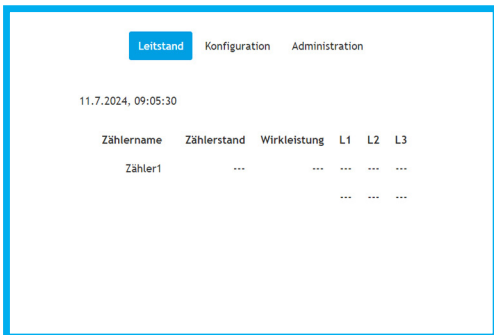 Leitstand Konfiguration Administration
11.7.2024, 09:05:30
Zählername Zählerstand Wirkleistung L1 L2 L3
Zähler1 --- --- --- --- ---
--- --- ---